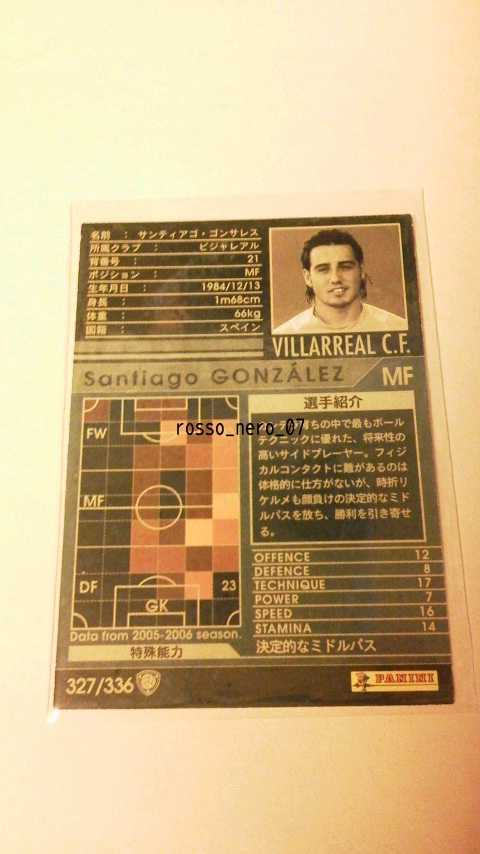 名前 : サンティアゴ・ゴンサレス
所属クラブ : ビジャレアル
背番号 : 21
ポジション : MF
生年月日 : 1984/12/13
身長 : 1m68cm
体重 : 66kg
国籍 : スペイン
VILLARREAL C.F.
Santiago GONZÁLEZ MF
FW
MF
DF
GK
23
Data from 2005-2006 season.
rosso_nero_07
選手紹介
ちの中で最もボール
テクニックに優れた、将来性の
高いサイドプレーヤー。フィジ
カルコンタクトに難があるのは
体格的に仕方がないが、時折リ
ケルメも顔負けの決定的なミド
ルパスを放ち、勝利を引き寄せ
る。
OFFENCE 12
DEFENCE 8
TECHNIQUE 17
POWER 7
SPEED 16
STAMINA 14
特殊能力
決定的なミドルパス
327/336
PANINI